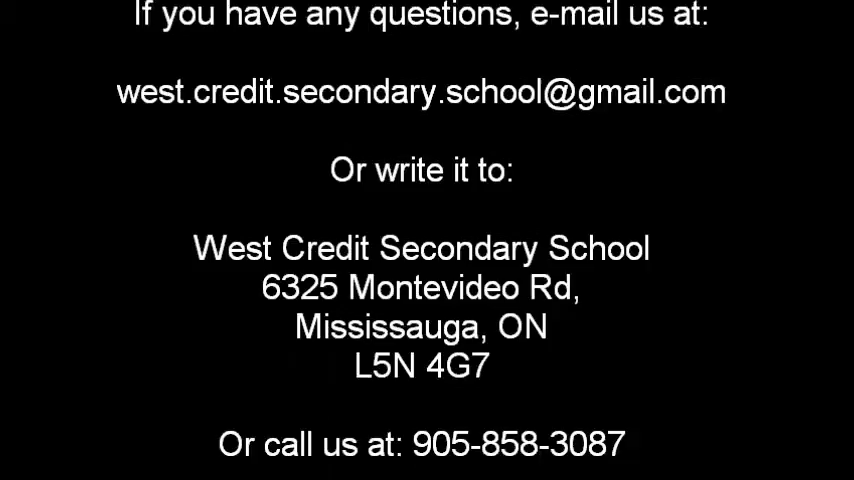 If you have any questions, e-mail us at:
west.credit.secondary.school@gmail.com
Or write it to:
West Credit Secondary School
6325 Montevideo Rd,
Mississauga, ON
L5N 4G7
Or call us at: 905-858-3087